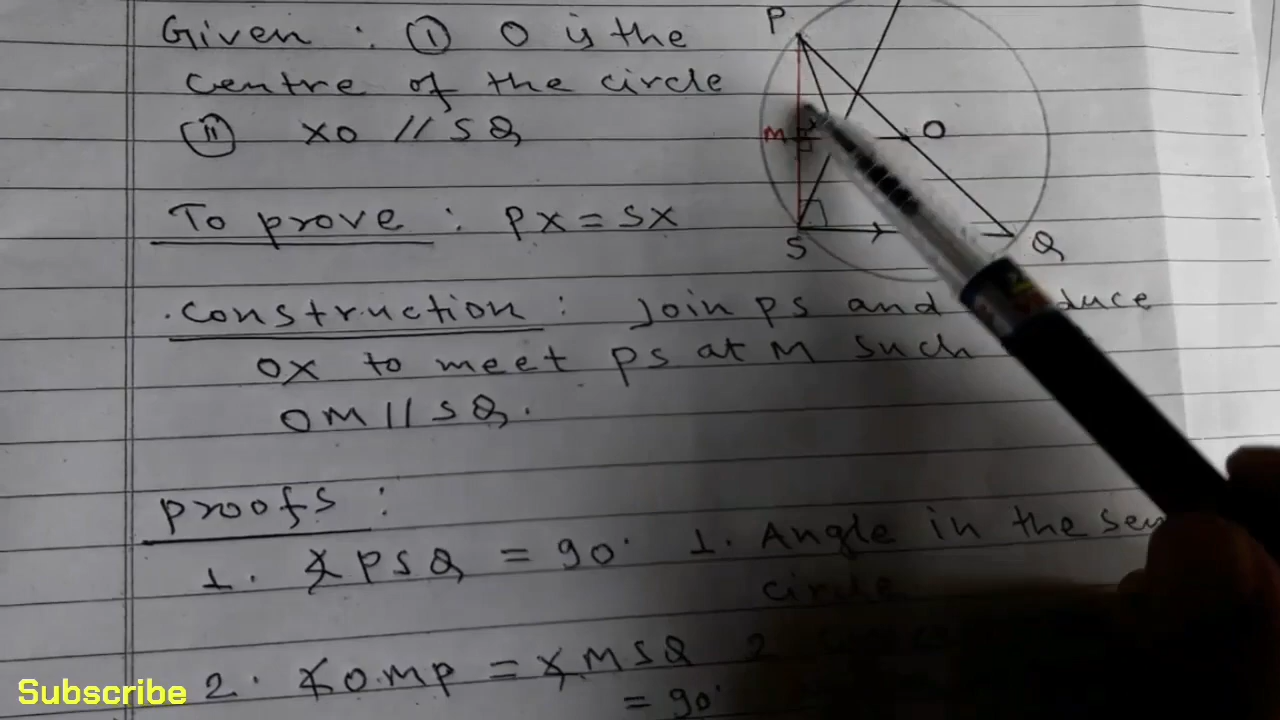 Given : (i) O is the
centre of the circle
(ii) XO // SQ
To prove : PX = SX
Construction : Join PS and
OX to meet PS at M such
OM // SQ.
Proofs :
1. ∡PSQ = 90° 1. Angle in the
circle
2. ∡OMP = ∡MSQ 2
= 90°
P
M
O
S
Q
Subscribe